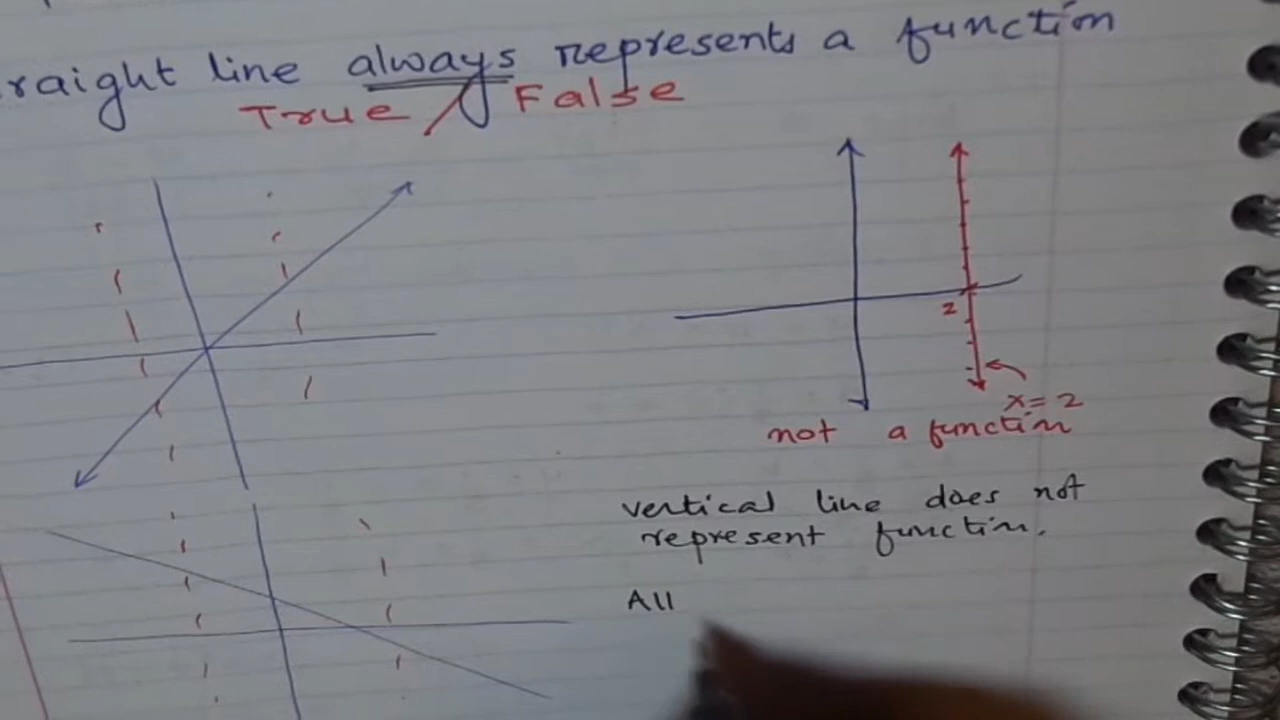 raight line always represents a function
True / False
2
x = 2
not a function
vertical line does not
represent function.
All